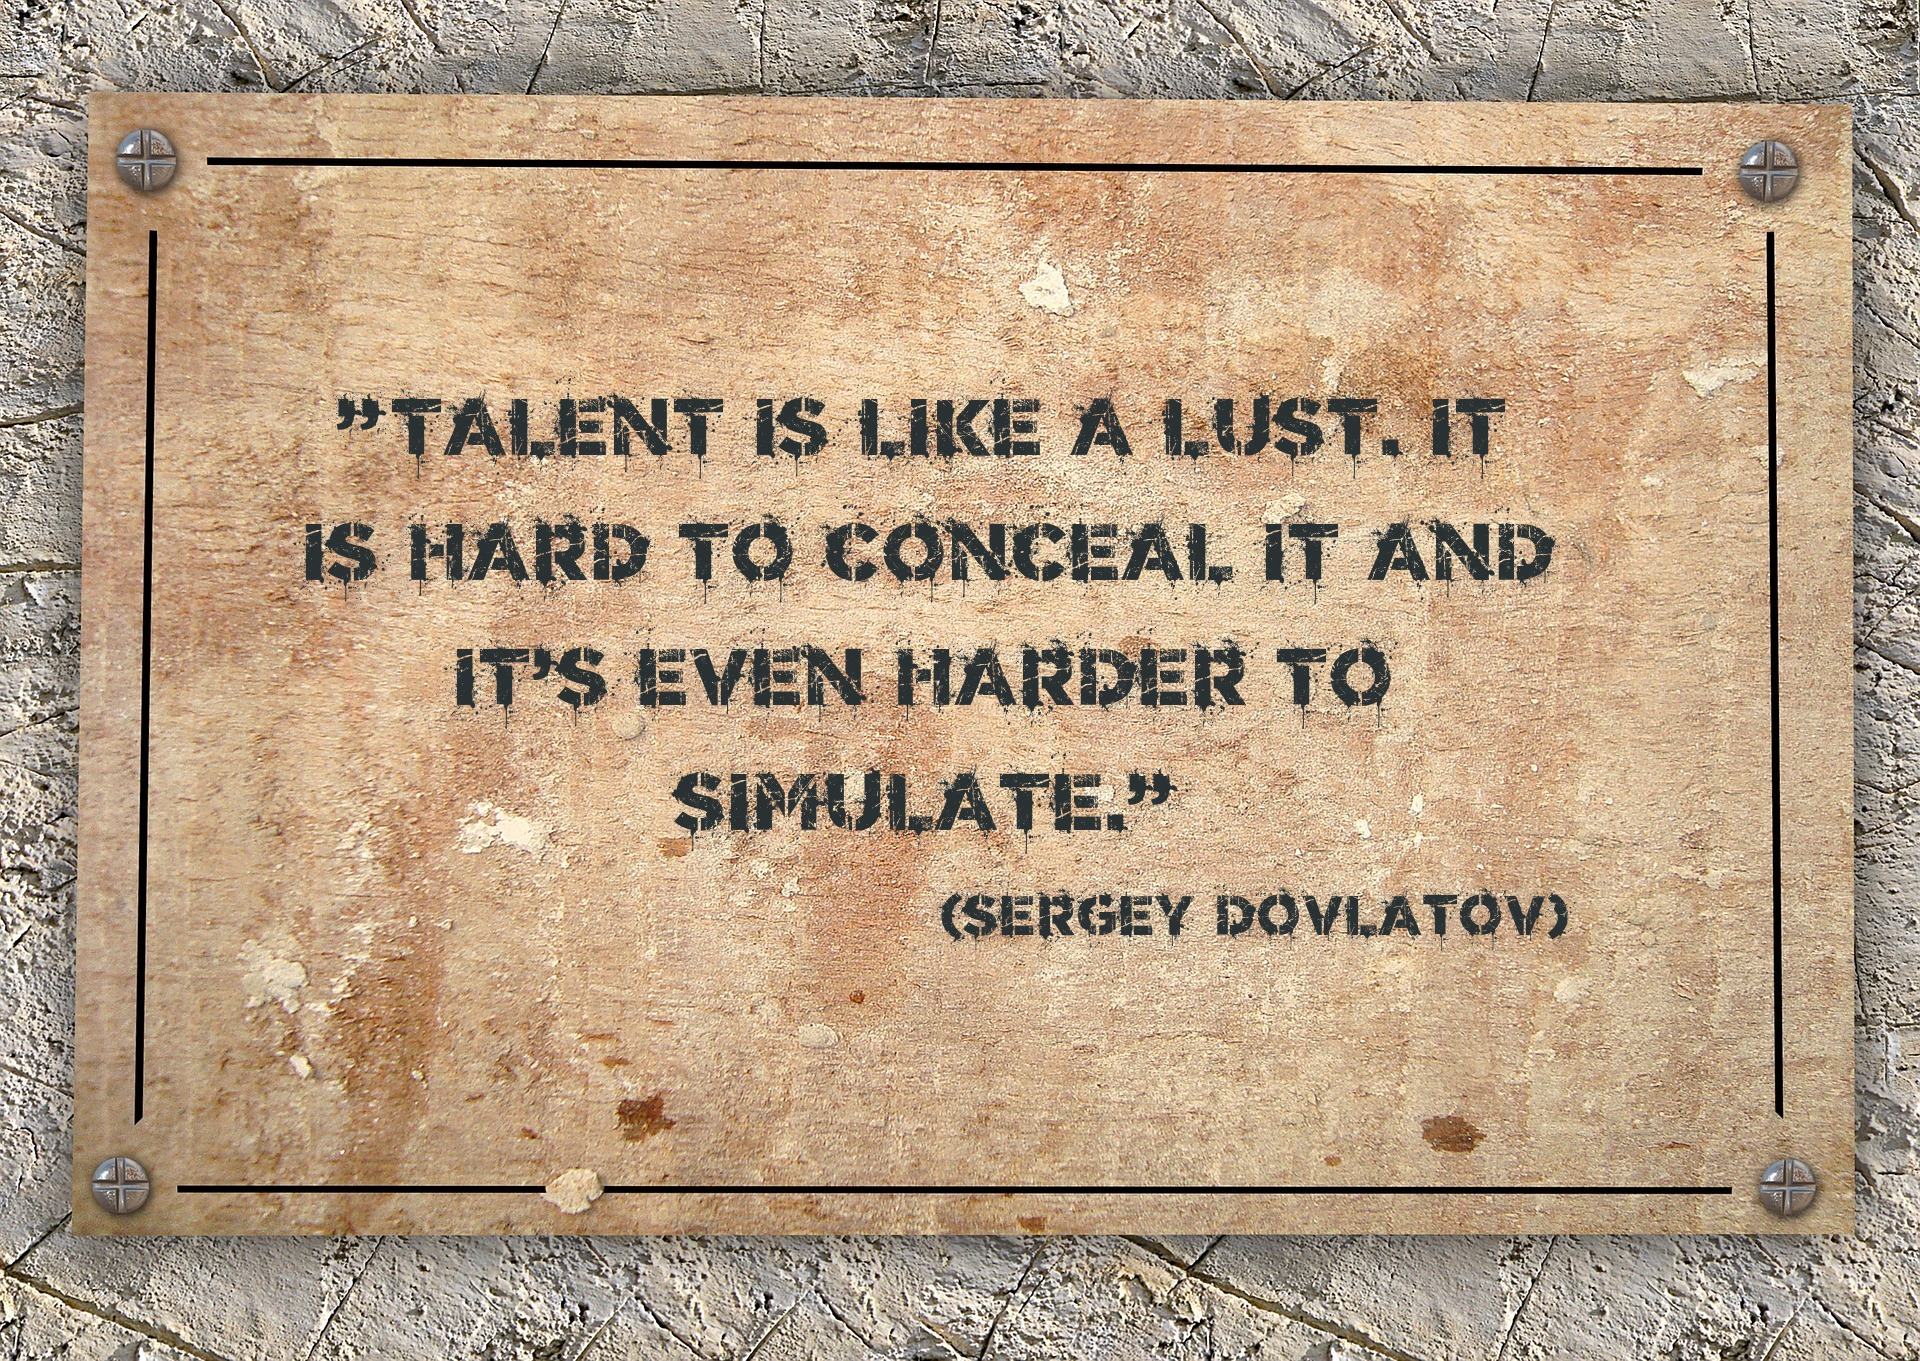 ”TALENT IS LIKE A LUST. IT
IS HARD TO CONCEAL IT AND
IT’S EVEN HARDER TO
SIMULATE.”
(SERGEY DOVLATOV)